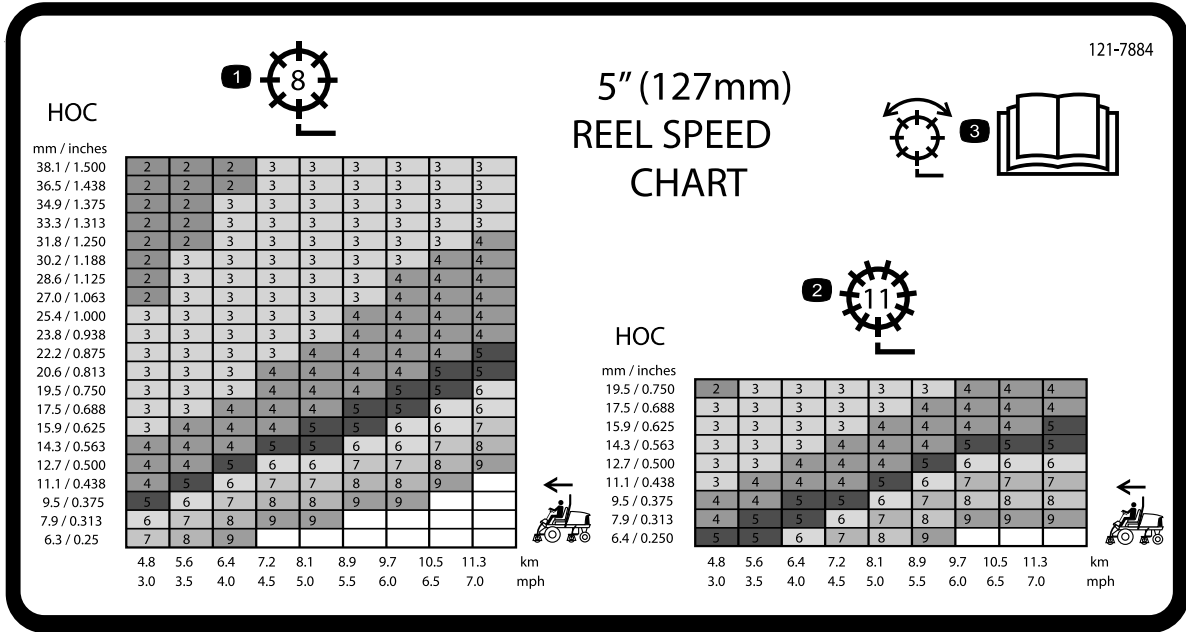 121-7884
1
8
5” (127mm)
REEL SPEED
CHART
3
HOC
mm / inches
38.1 / 1.500 2 2 2 3 3 3 3 3 3
36.5 / 1.438 2 2 2 3 3 3 3 3 3
34.9 / 1.375 2 2 3 3 3 3 3 3 3
33.3 / 1.313 2 2 3 3 3 3 3 3 3
31.8 / 1.250 2 2 3 3 3 3 3 3 4
30.2 / 1.188 2 3 3 3 3 3 3 4 4
28.6 / 1.125 2 3 3 3 3 3 4 4 4
27.0 / 1.063 2 3 3 3 3 3 4 4 4
25.4 / 1.000 3 3 3 3 3 4 4 4 4
23.8 / 0.938 3 3 3 3 3 4 4 4 4
22.2 / 0.875 3 3 3 3 4 4 4 4 5
20.6 / 0.813 3 3 3 4 4 4 4 5 5
19.5 / 0.750 3 3 3 4 4 4 5 5 6
17.5 / 0.688 3 3 4 4 4 5 5 6 6
15.9 / 0.625 3 4 4 4 5 5 6 6 7
14.3 / 0.563 4 4 4 5 5 6 6 7 8
12.7 / 0.500 4 4 5 6 6 7 7 8 9
11.1 / 0.438 4 5 6 7 7 8 8 9
9.5 / 0.375 5 6 7 8 8 9 9
7.9 / 0.313 6 7 8 9 9
6.3 / 0.25 7 8 9
4.8 5.6 6.4 7.2 8.1 8.9 9.7 10.5 11.3 km
3.0 3.5 4.0 4.5 5.0 5.5 6.0 6.5 7.0 mph
2
11
HOC
mm / inches
19.5 / 0.750 2 3 3 3 3 3 4 4 4
17.5 / 0.688 3 3 3 3 3 4 4 4 4
15.9 / 0.625 3 3 3 3 4 4 4 4 5
14.3 / 0.563 3 3 3 4 4 4 5 5 5
12.7 / 0.500 3 3 4 4 4 5 6 6 6
11.1 / 0.438 3 4 4 4 5 6 7 7 7
9.5 / 0.375 4 4 5 5 6 7 8 8 8
7.9 / 0.313 4 5 5 6 7 8 9 9 9
6.4 / 0.250 5 5 6 7 8 9
4.8 5.6 6.4 7.2 8.1 8.9 9.7 10.5 11.3 km
3.0 3.5 4.0 4.5 5.0 5.5 6.0 6.5 7.0 mph